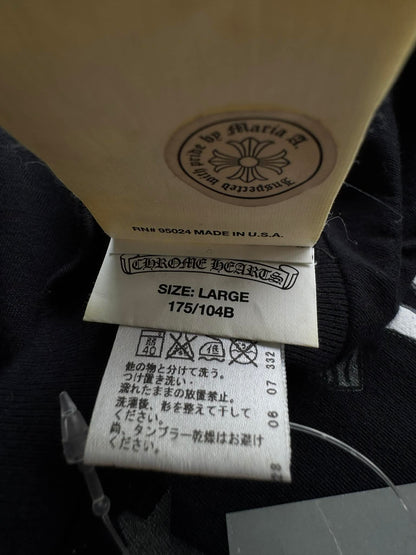 Inspected with pride by Maria A.
FIN# 95024 MADE IN U.S.A.
CHROME HEARTS
SIZE: LARGE
175/104B
40
低
他の物と分けて洗う。
つけ置き洗い・
濡れたままの放置禁止。
洗濯後、形を整えて干して
ください。
尚、タンブラー乾燥はお避け
ください。
06 07 332